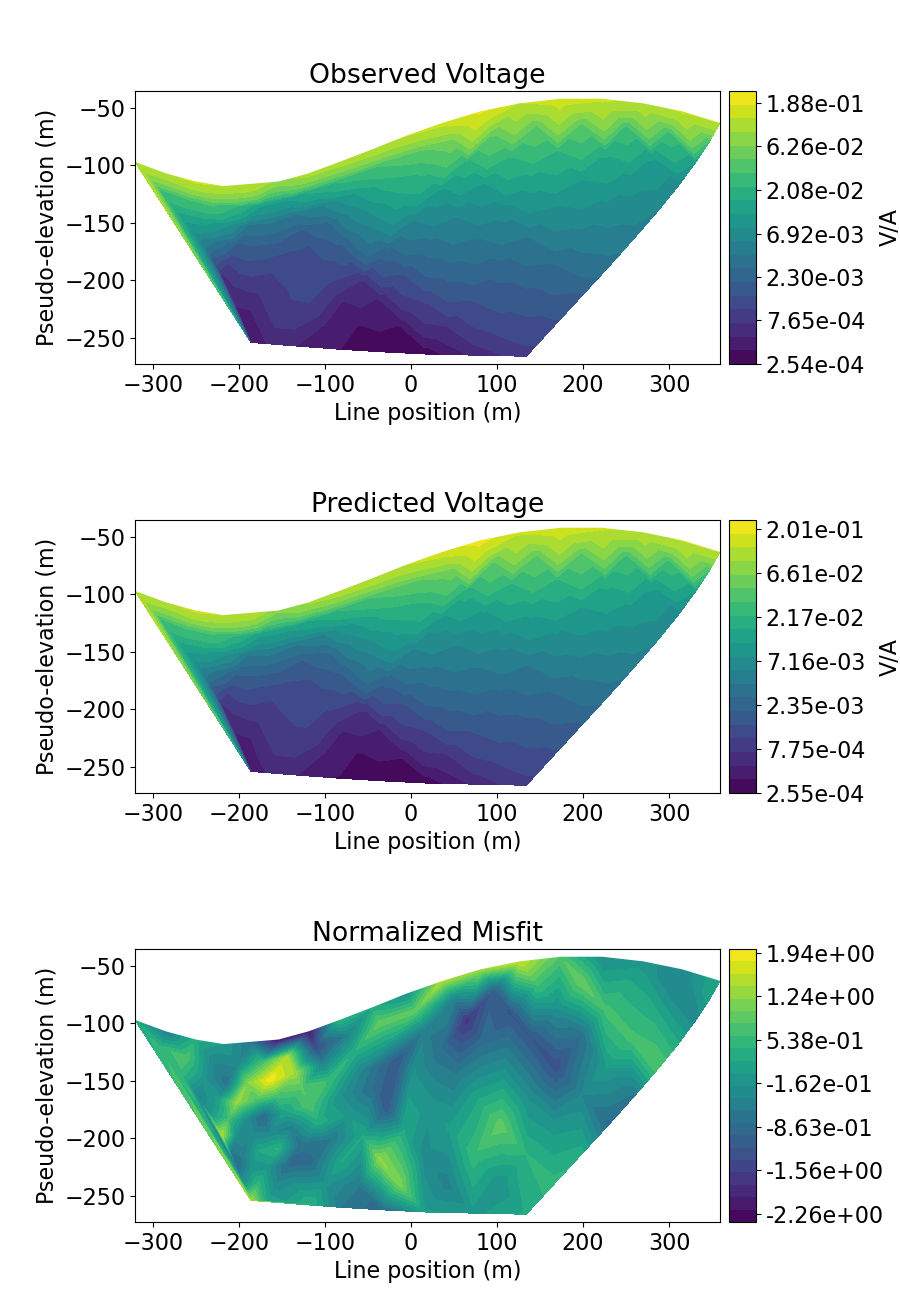 Observed Voltage
−50
−100
−150
−200
−250
Pseudo-elevation (m)
−300 −200 −100 0 100 200 300
Line position (m)
1.88e-01
6.26e-02
2.08e-02
6.92e-03
2.30e-03
7.65e-04
2.54e-04
V/A
Predicted Voltage
−50
−100
−150
−200
−250
Pseudo-elevation (m)
−300 −200 −100 0 100 200 300
Line position (m)
2.01e-01
6.61e-02
2.17e-02
7.16e-03
2.35e-03
7.75e-04
2.55e-04
V/A
Normalized Misfit
−50
−100
−150
−200
−250
Pseudo-elevation (m)
−300 −200 −100 0 100 200 300
Line position (m)
1.94e+00
1.24e+00
5.38e-01
-1.62e-01
-8.63e-01
-1.56e+00
-2.26e+00